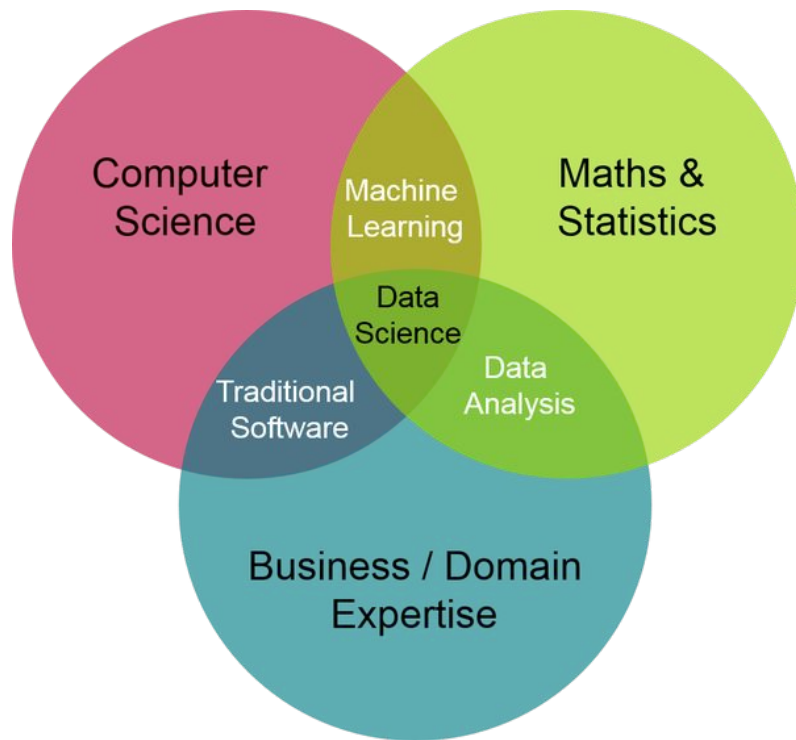 Computer
Science
Maths &
Statistics
Machine
Learning
Data
Science
Traditional
Software
Data
Analysis
Business / Domain
Expertise